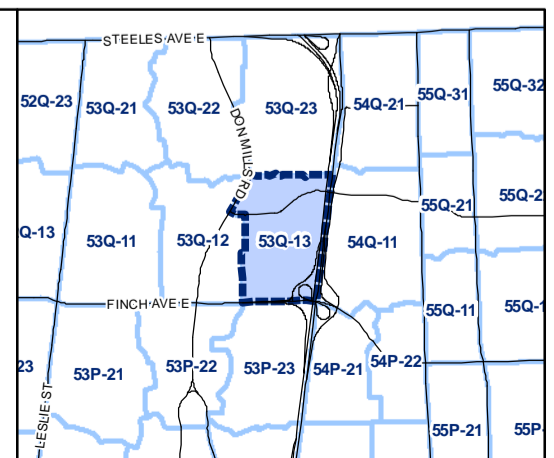 STEELES AVE E
52Q-23
53Q-21
53Q-22
53Q-23
54Q-21
55Q-31
55Q-32
DON MILLS RD
Q-13
53Q-11
53Q-12
53Q-13
54Q-11
55Q-21
55Q-2
FINCH AVE E
55Q-11
55Q-1
23
53P-21
53P-22
53P-23
54P-21
54P-22
LESLIE ST
55P-21
55P-